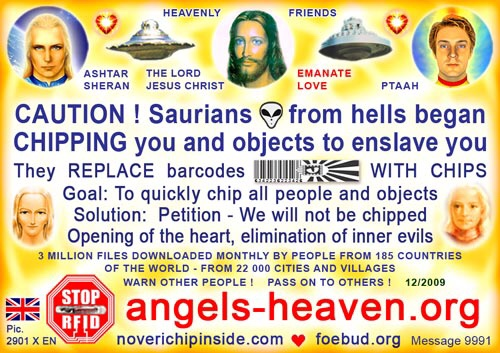 HEAVENLY FRIENDS
ASHTAR SHERAN
THE LORD JESUS CHRIST
EMANATE LOVE
PTAAH
CAUTION ! Saurians from hells began
CHIPPING you and objects to enslave you
They REPLACE barcodes WITH CHIPS
Goal: To quickly chip all people and objects
Solution: Petition - We will not be chipped
Opening of the heart, elimination of inner evils
3 MILLION FILES DOWNLOADED MONTHLY BY PEOPLE FROM 185 COUNTRIES
OF THE WORLD - FROM 22 000 CITIES AND VILLAGES
WARN OTHER PEOPLE ! PASS ON TO OTHERS ! 12/2009
STOP
RFID
angels-heaven.org
Pic.
2901 X EN
noverichipinside.com foebud.org Message 9991